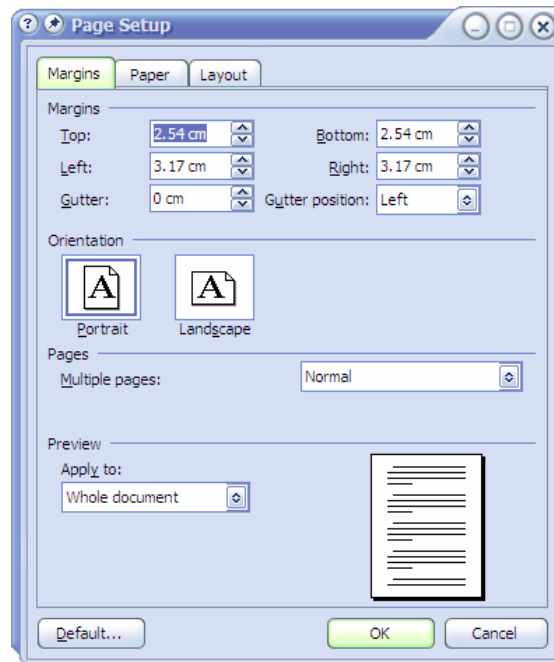 Page Setup
Margins Paper Layout
Margins
Top: 2.54 cm Bottom: 2.54 cm
Left: 3.17 cm Right: 3.17 cm
Gutter: 0 cm Gutter position: Left
Orientation
A A
Portrait Landscape
Pages
Multiple pages: Normal
Preview
Apply to:
Whole document
Default... OK Cancel